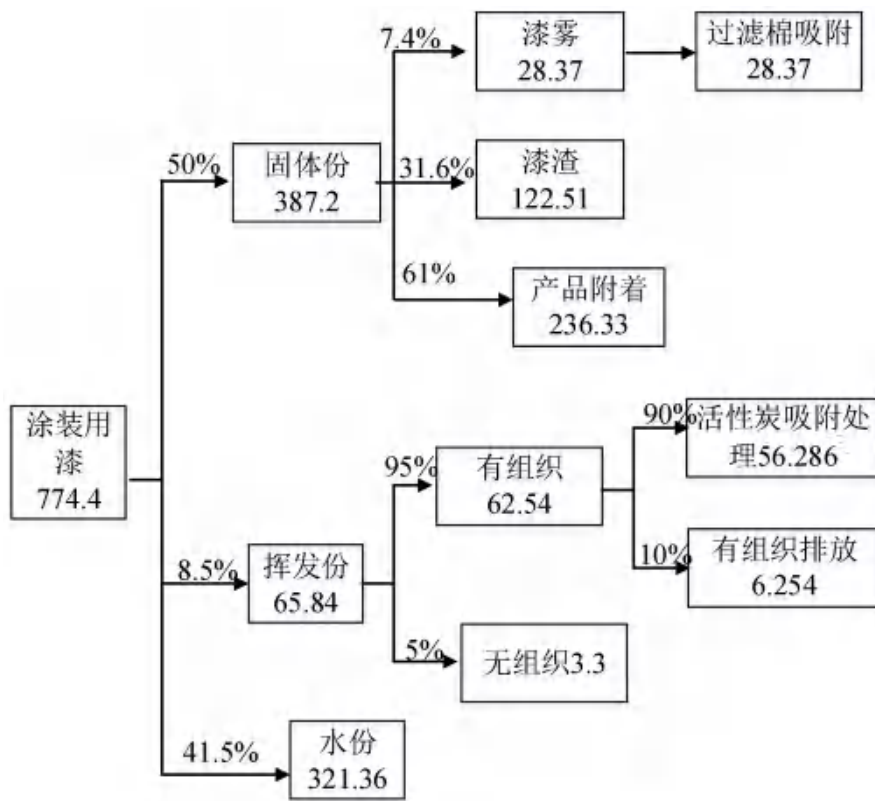 7.4%
漆雾
28.37
过滤棉吸附
28.37
50%
固体份
387.2
31.6%
漆渣
122.51
61%
产品附着
236.33
涂装用
漆
774.4
95%
有组织
62.54
90%
活性炭吸附处
理56.286
8.5%
挥发份
65.84
10%
有组织排放
6.254
5%
无组织3.3
41.5%
水份
321.36